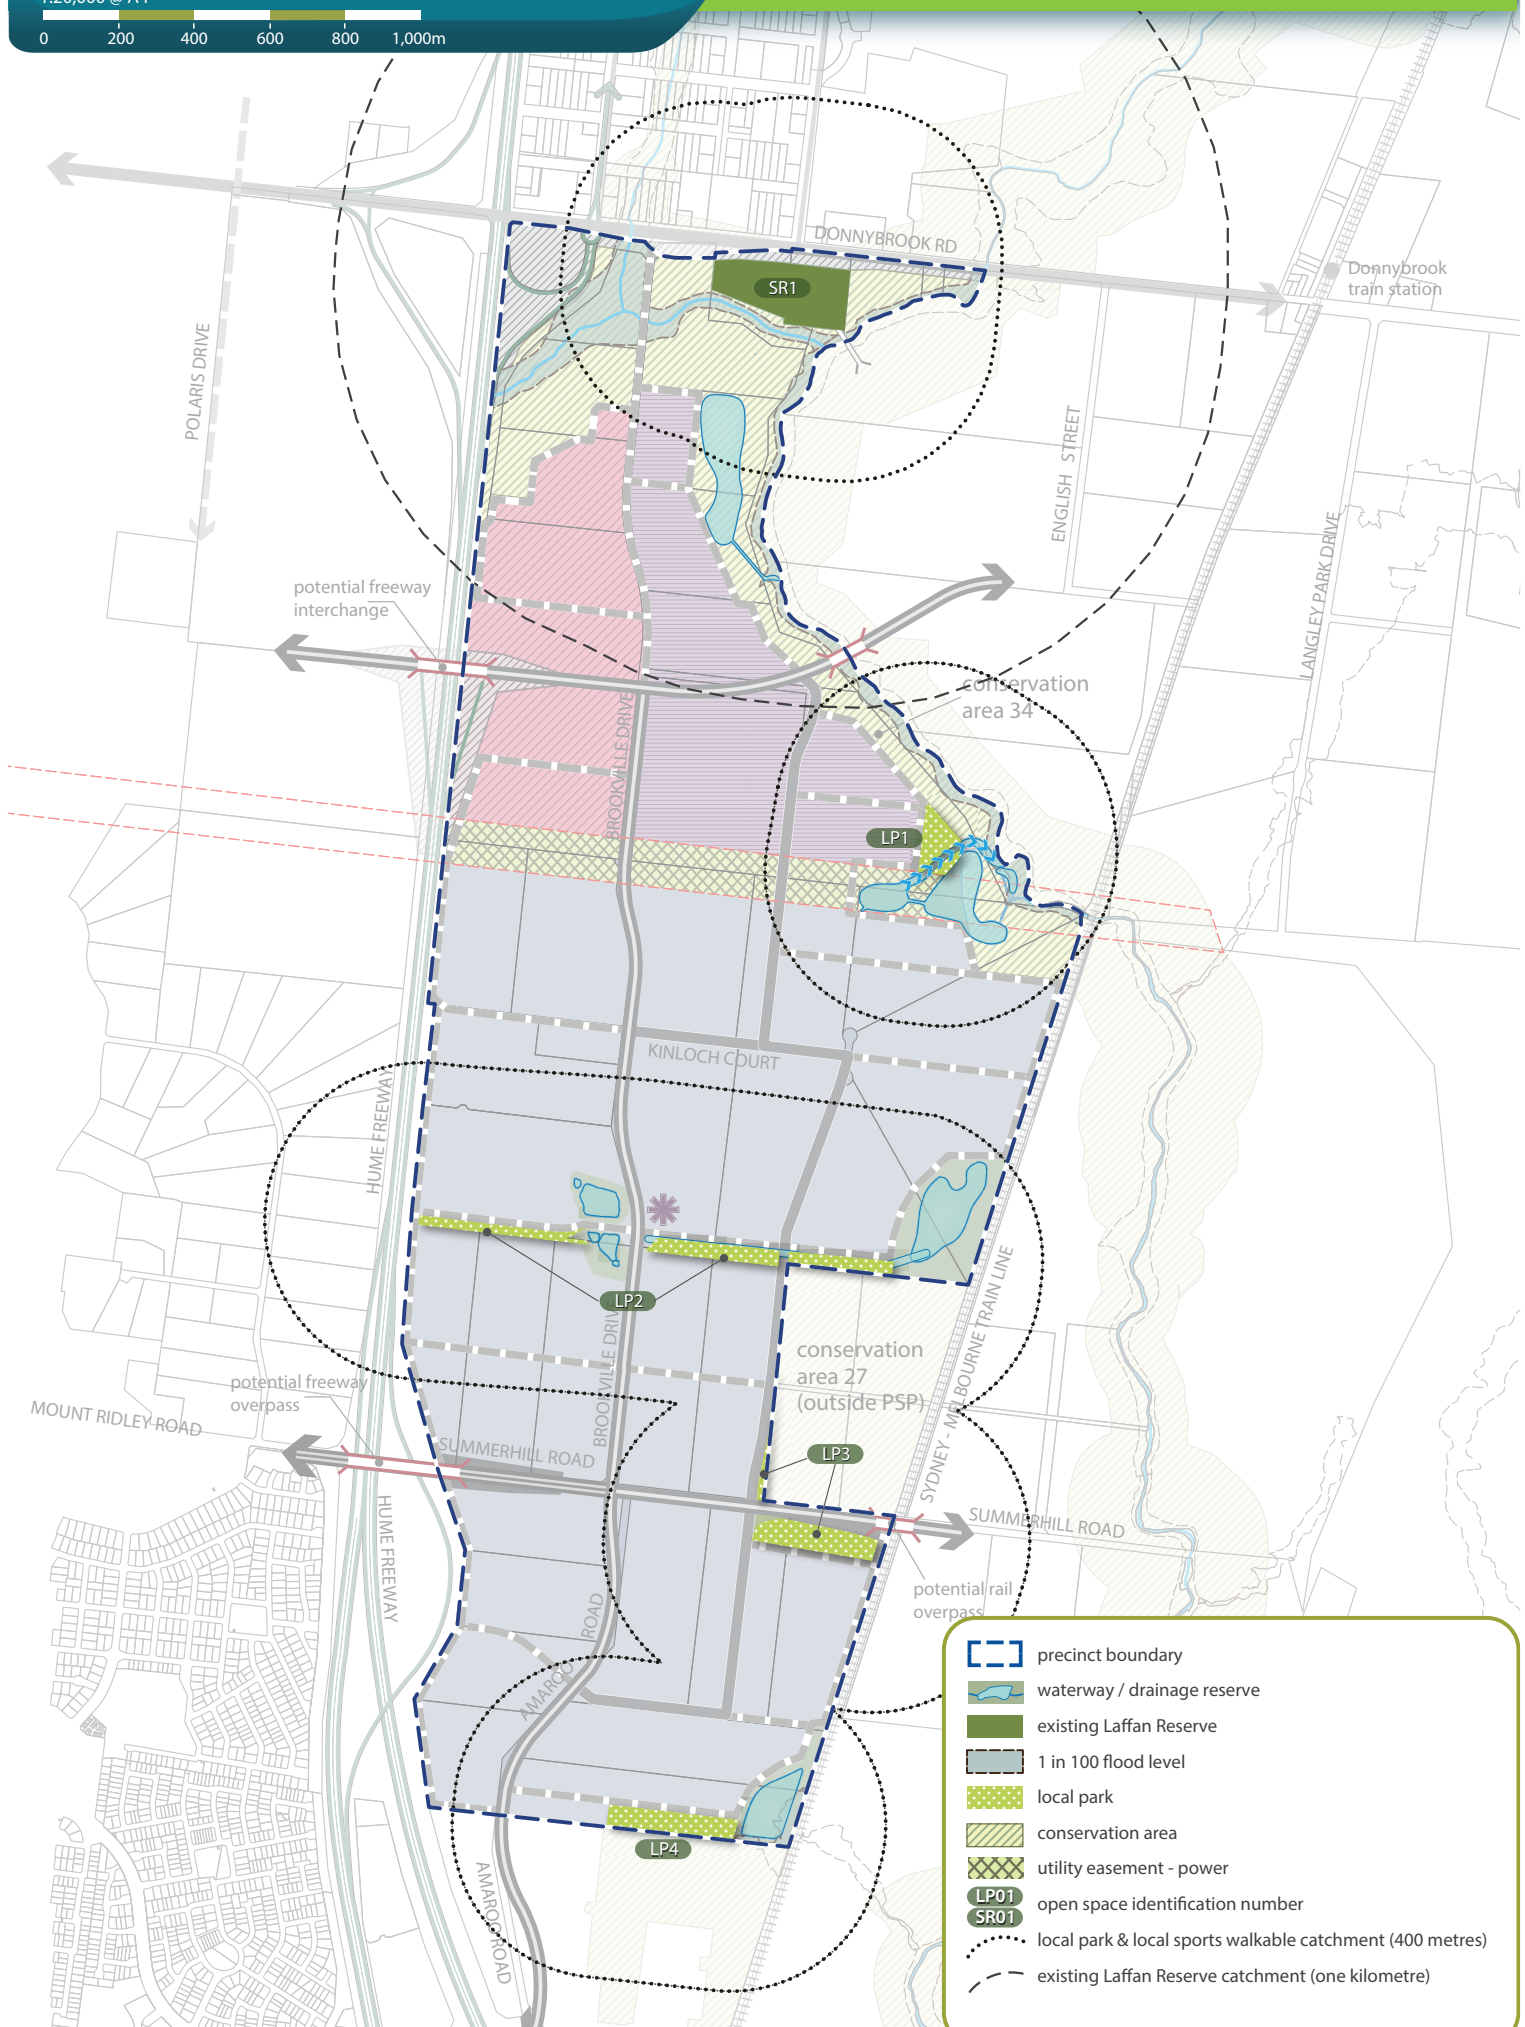 0 200 400 600 800 1,000m
DONNYBROOK RD
SR1
Donnybrook
train station
POLARIS DRIVE
ENGLISH STREET
LANGLEY PARK DRIVE
potential freeway
interchange
conservation
area 34
BROOKVILLE DRIVE
LP1
KINLOCH COURT
HUME FREEWAY
LP2
SYDNEY - MELBOURNE TRAIN LINE
conservation
area 27
(outside PSP)
BROOKVILLE DRIVE
potential freeway
overpass
MOUNT RIDLEY ROAD
SUMMERHILL ROAD
LP3
SUMMERHILL ROAD
HUME FREEWAY
potential rail
overpass
AMAROO ROAD
LP4
AMAROO ROAD
precinct boundary
waterway / drainage reserve
existing Laffan Reserve
1 in 100 flood level
local park
conservation area
utility easement - power
LP01
SR01
open space identification number
local park & local sports walkable catchment (400 metres)
existing Laffan Reserve catchment (one kilometre)